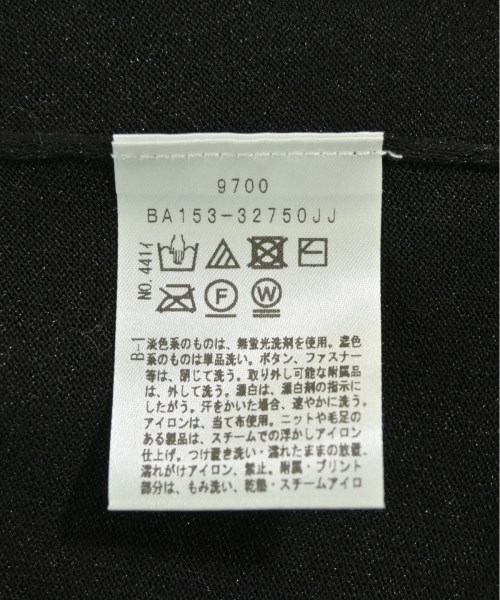 9700
BA153-32750JJ
NO.441イ
F
W
B-1
淡色系のものは、無蛍光洗剤を使用。濃色
系のものは単品洗い。ボタン、ファスナー
等は、閉じて洗う。取り外し可能な附属品
は、外して洗う。漂白は、漂白剤の指示に
したがう。汗をかいた場合、速やかに洗う。
アイロンは、当て布使用。ニットや毛足の
ある製品は、スチームでの浮かしアイロン
仕上げ。つけ置き洗い・濡れたままの放置、
濡れがけアイロン、禁止。附属・プリント
部分は、もみ洗い、乾塾・スチームアイロ